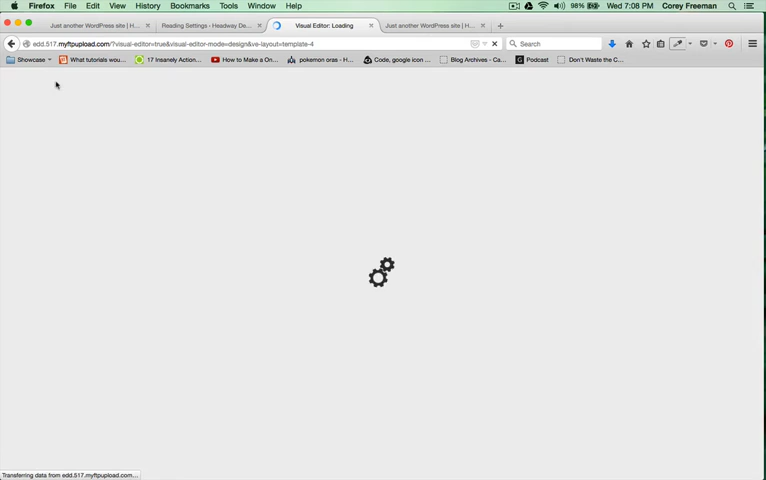 Firefox File Edit View History Bookmarks Tools Window Help 98% Wed 7:08 PM Corey Freeman
Just another WordPress site | H... Reading Settings - Headway De... Visual Editor: Loading Just another WordPress site | H...
edd.517.myftpupload.com/?visual-editor=true&visual-editor-mode=design&ve-layout=template-4 Search
Showcase What tutorials wou... 17 Insanely Action... How to Make a On... pokemon oras - H... Code, google icon ... Blog Archives - Ca... Podcast Don't Waste the C...
Transferring data from edd.517.myftpupload.com...